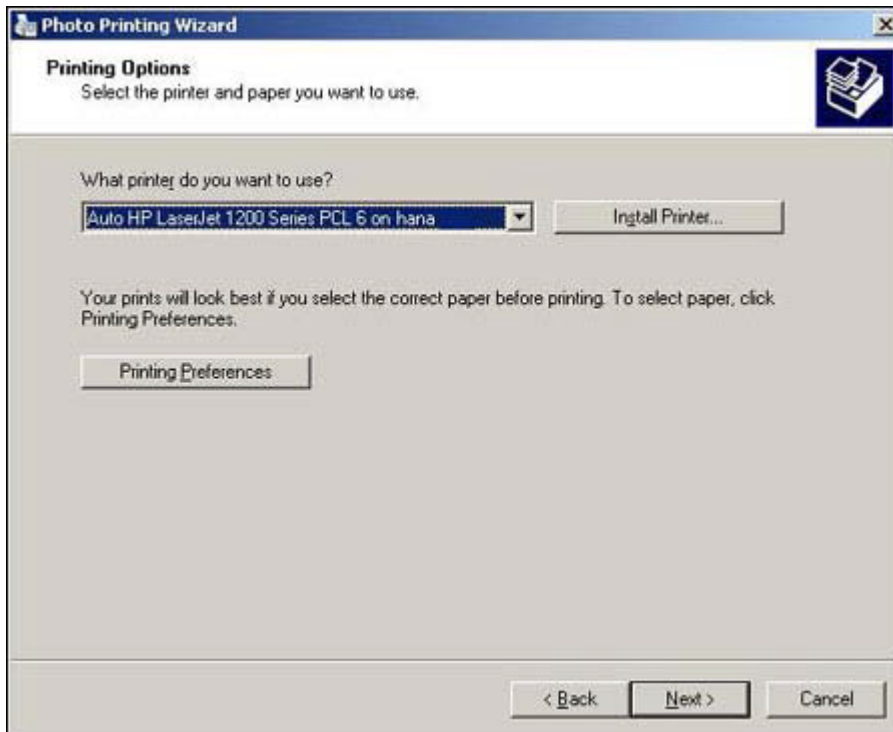 Photo Printing Wizard
Printing Options
Select the printer and paper you want to use.
What printer do you want to use?
Auto HP LaserJet 1200 Series PCL 6 on hana
Install Printer...
Your prints will look best if you select the correct paper before printing. To select paper, click
Printing Preferences.
Printing Preferences
< Back
Next >
Cancel